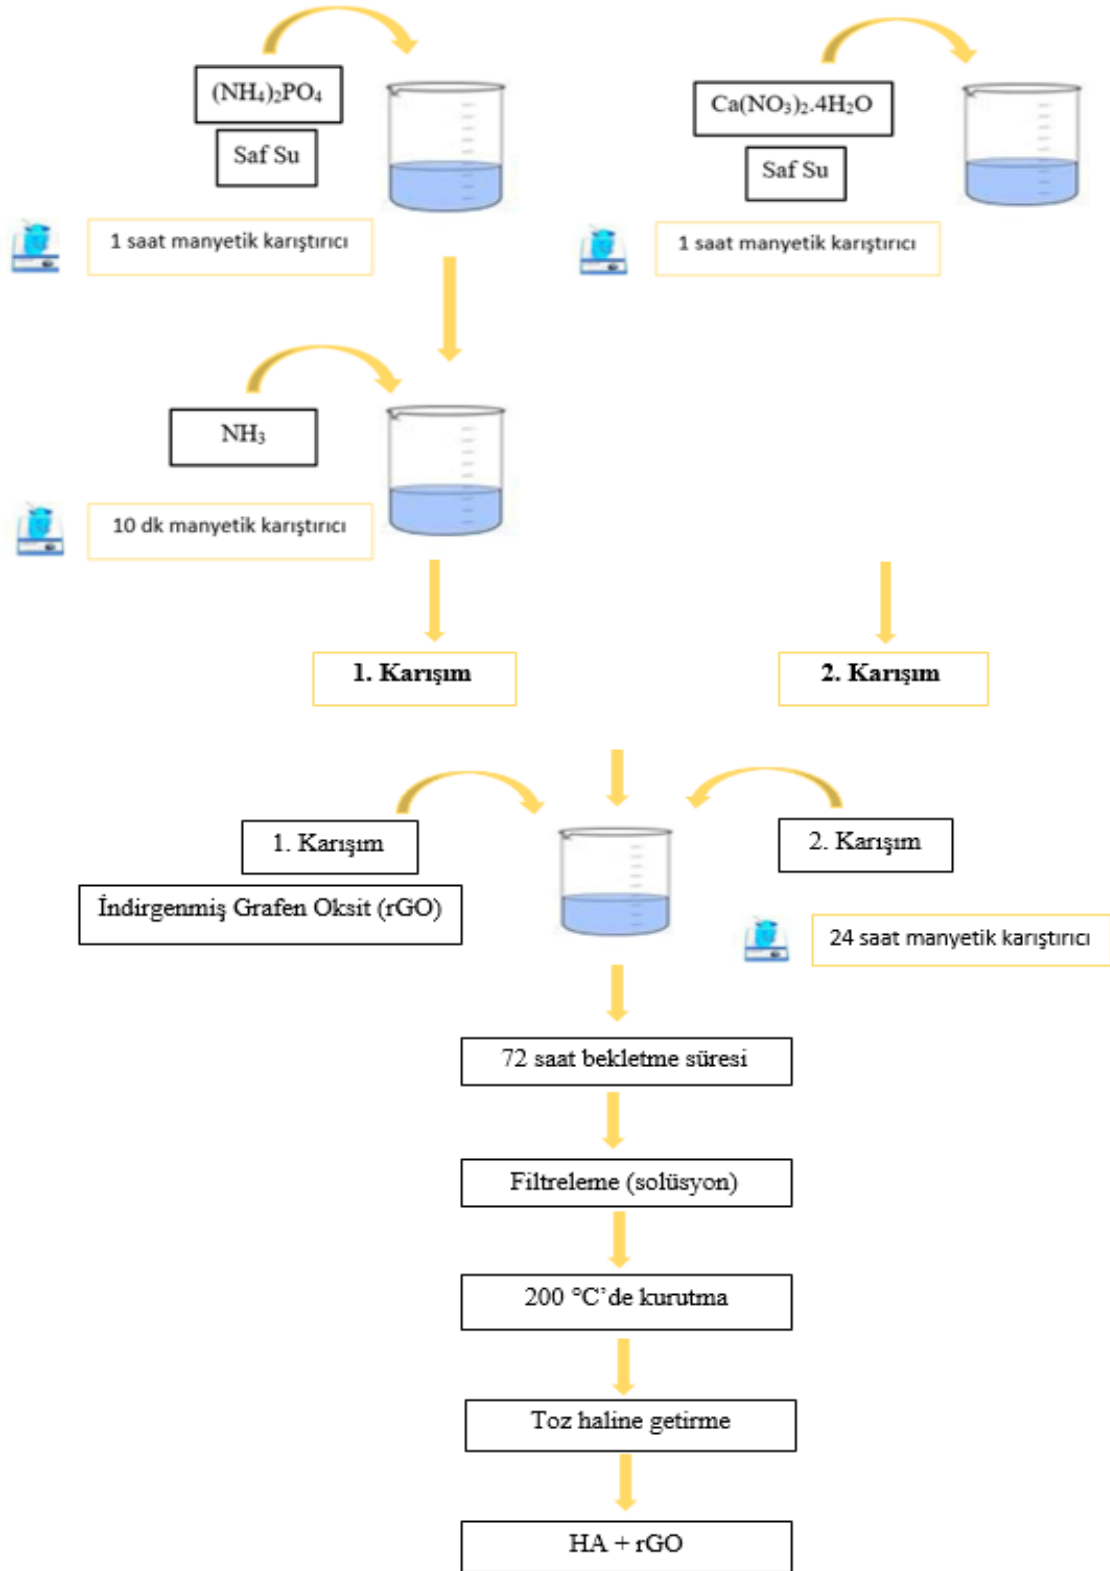 (NH₄)₂PO₄
Saf Su
1 saat manyetik karıştırıcı
Ca(NO₃)₂.4H₂O
Saf Su
1 saat manyetik karıştırıcı
NH₃
10 dk manyetik karıştırıcı
1. Karışım
2. Karışım
1. Karışım
İndirgenmiş Grafen Oksit (rGO)
2. Karışım
24 saat manyetik karıştırıcı
72 saat bekletme süresi
Filtreleme (solüsyon)
200 °C'de kurutma
Toz haline getirme
HA + rGO